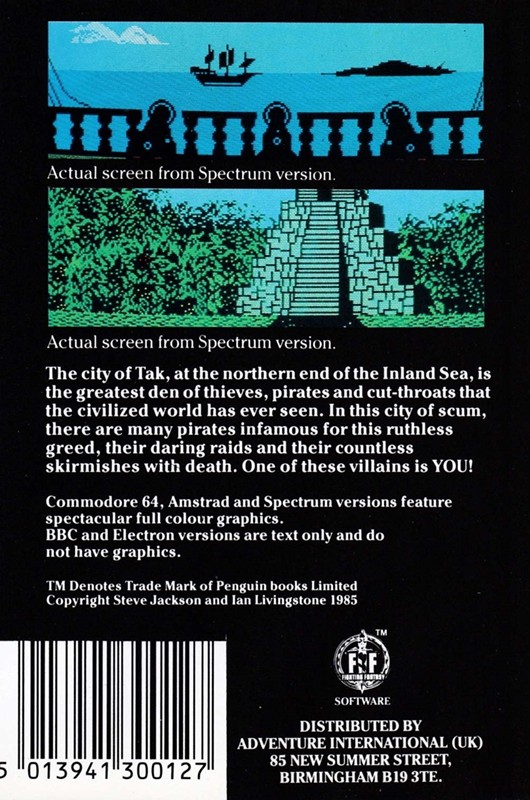 Actual screen from Spectrum version.
Actual screen from Spectrum version.
The city of Tak, at the northern end of the Inland Sea, is
the greatest den of thieves, pirates and cut-throats that
the civilized world has ever seen. In this city of scum,
there are many pirates infamous for this ruthless
greed, their daring raids and their countless
skirmishes with death. One of these villains is YOU!
Commodore 64, Amstrad and Spectrum versions feature
spectacular full colour graphics.
BBC and Electron versions are text only and do
not have graphics.
TM Denotes Trade Mark of Penguin books Limited
Copyright Steve Jackson and Ian Livingstone 1985
TM
FF
FIGHTING FANTASY
SOFTWARE
DISTRIBUTED BY
ADVENTURE INTERNATIONAL (UK)
85 NEW SUMMER STREET,
BIRMINGHAM B19 3TE.
5 013941 300127